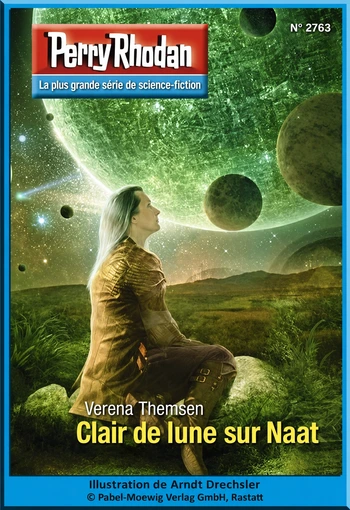 Perry Rhodan
N° 2763
La plus grande série de science-fiction
Verena Themsen
Clair de lune sur Naat
Illustration de Arndt Drechsler
© Pabel-Moewig Verlag GmbH, Rastatt